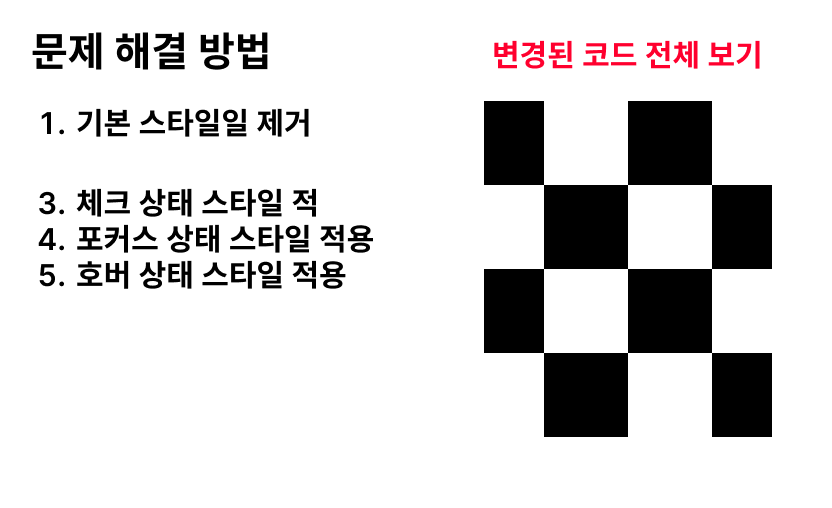 문제 해결 방법
변경된 코드 전체 보기
1. 기본 스타일일 제거
3. 체크 상태 스타일 적
4. 포커스 상태 스타일 적용
5. 호버 상태 스타일 적용